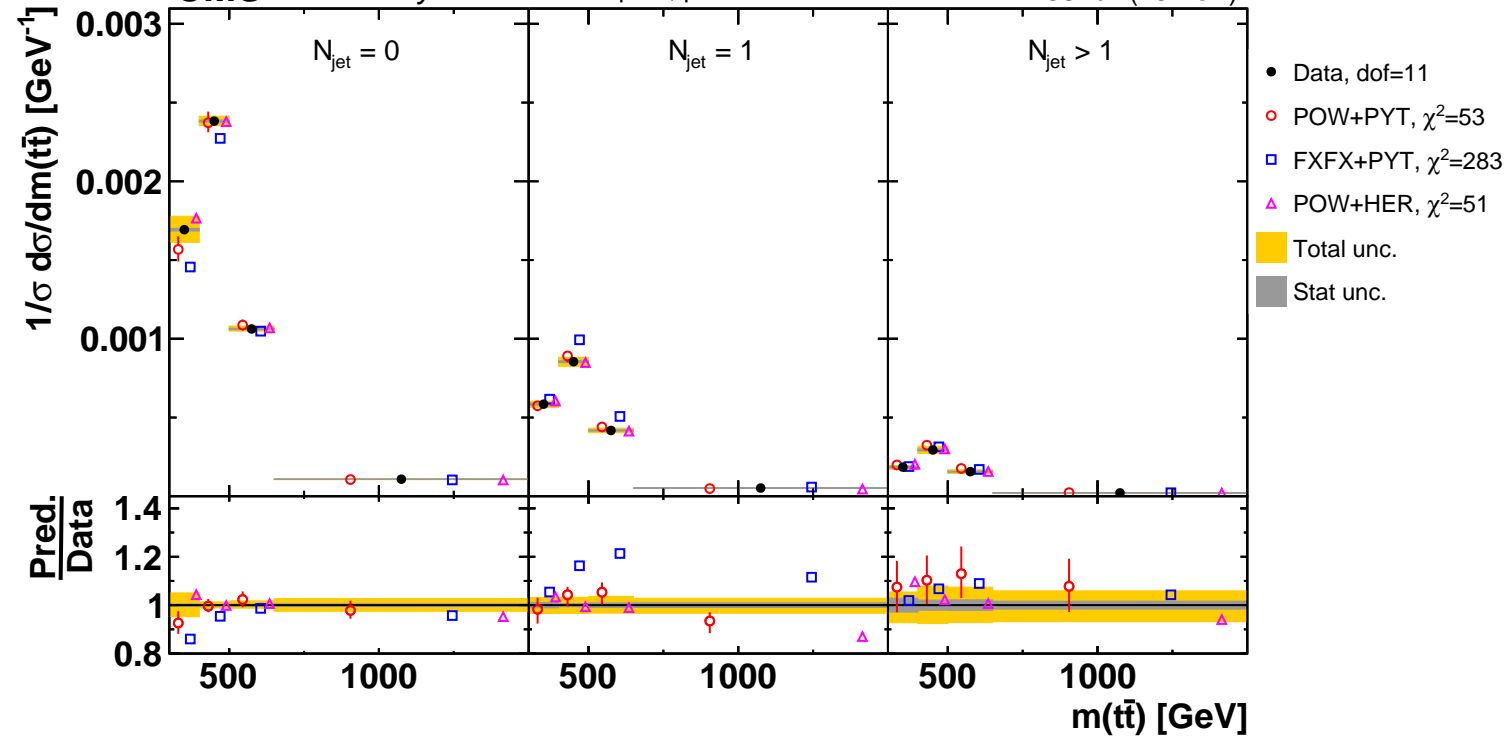 1/σ dσ/dm(tt̄) [GeV⁻¹]
0.003
0.002
0.001
N_jet = 0
N_jet = 1
N_jet > 1
Data, dof=11
POW+PYT, χ²=53
FXFX+PYT, χ²=283
POW+HER, χ²=51
Total unc.
Stat unc.
Pred.
Data
1.4
1.2
1
0.8
500 1000 500 1000 500 1000
m(tt̄) [GeV]